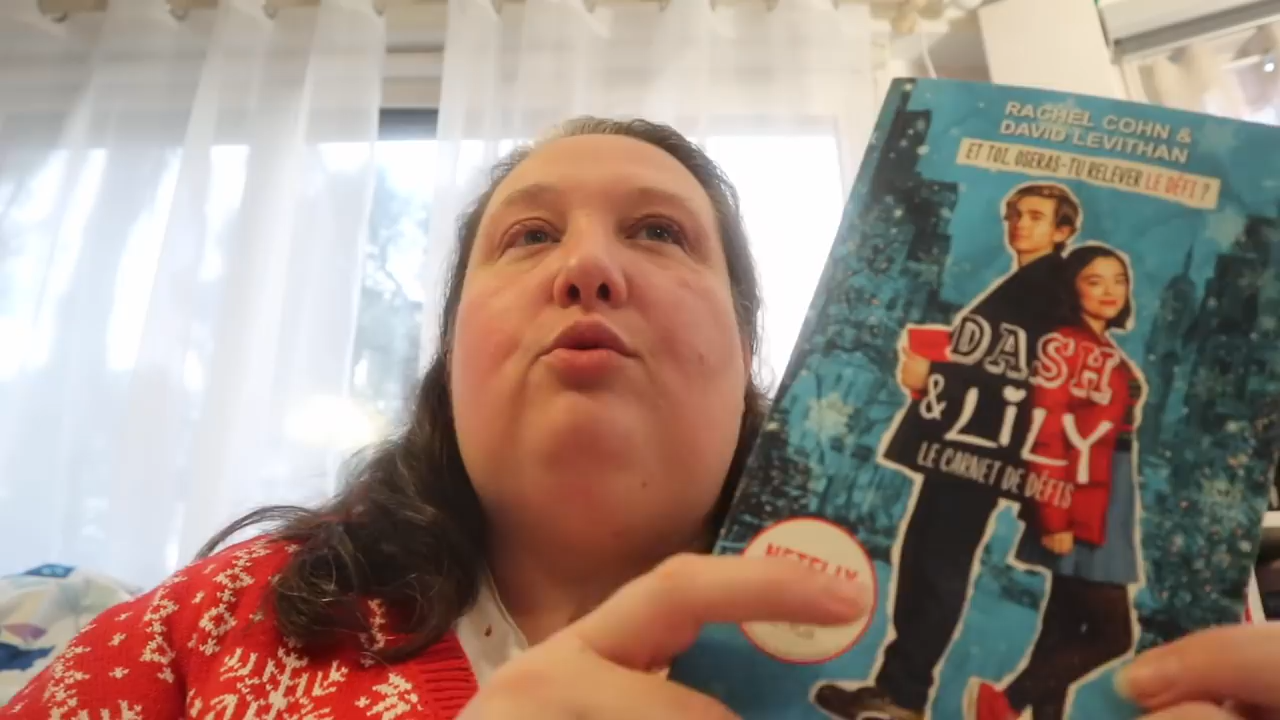 RACHEL COHN &
DAVID LEVITHAN
ET TOI, OSERAS-TU RELEVER LE DÉFI ?
DASH
& LiLY
LE CARNET DE DÉFIS
NETFLIX